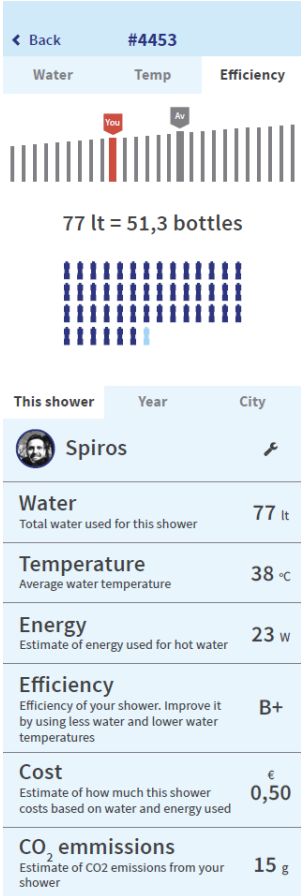 Back #4453
Water Temp Efficiency
You Av
77 lt = 51,3 bottles
This shower Year City
Spiros
Water
Total water used for this shower
77 lt
Temperature
Average water temperature
38 ºC
Energy
Estimate of energy used for hot water
23 W
Efficiency
Efficiency of your shower. Improve it
by using less water and lower water
temperatures
B+
Cost
Estimate of how much this shower
costs based on water and energy used
€
0,50
CO2 emmissions
Estimate of CO2 emissions from your
shower
15 g